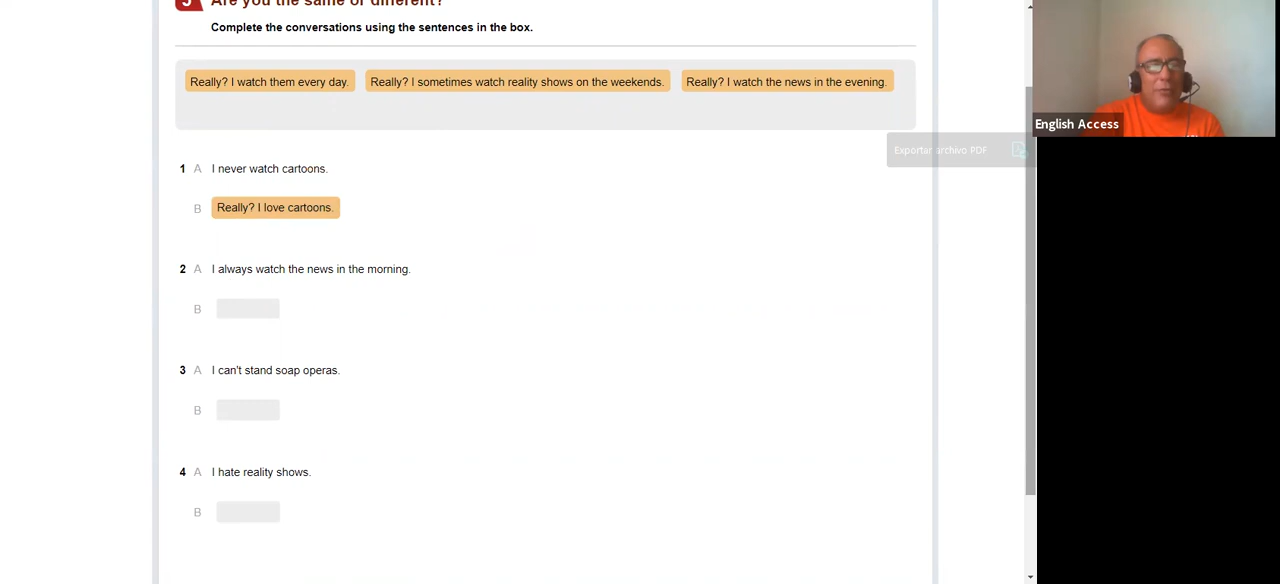 Are you the same or different?
Complete the conversations using the sentences in the box.
Really? I watch them every day. Really? I sometimes watch reality shows on the weekends. Really? I watch the news in the evening.
English Access
Exportar archivo PDF
1 A I never watch cartoons.
B Really? I love cartoons.
2 A I always watch the news in the morning.
B
3 A I can't stand soap operas.
B
4 A I hate reality shows.
B